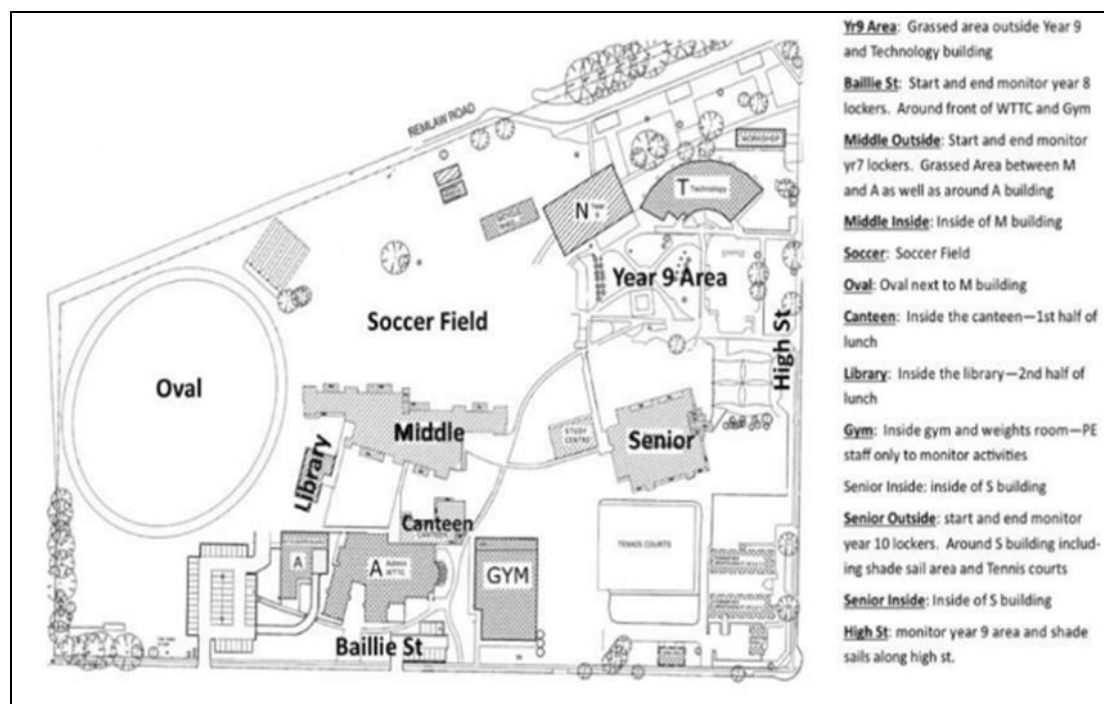 REMLAW ROAD
WORKSHOP
T Technology
N Year 9
Year 9 Area
Soccer Field
High St
Oval
Middle
STUDY CENTRE
Senior
Library
Canteen
CANTEEN
TENNIS COURTS
A
A Admin WTTC
GYM
Baillie St
Yr9 Area: Grassed area outside Year 9
and Technology building
Baillie St: Start and end monitor year 8
lockers. Around front of WTTC and Gym
Middle Outside: Start and end monitor
yr7 lockers. Grassed Area between M
and A as well as around A building
Middle Inside: Inside of M building
Soccer: Soccer Field
Oval: Oval next to M building
Canteen: Inside the canteen—1st half of
lunch
Library: Inside the library—2nd half of
lunch
Gym: Inside gym and weights room—PE
staff only to monitor activities
Senior Inside: inside of S building
Senior Outside: start and end monitor
year 10 lockers. Around S building includ-
ing shade sail area and Tennis courts
Senior Inside: Inside of S building
High St: monitor year 9 area and shade
sails along high st.